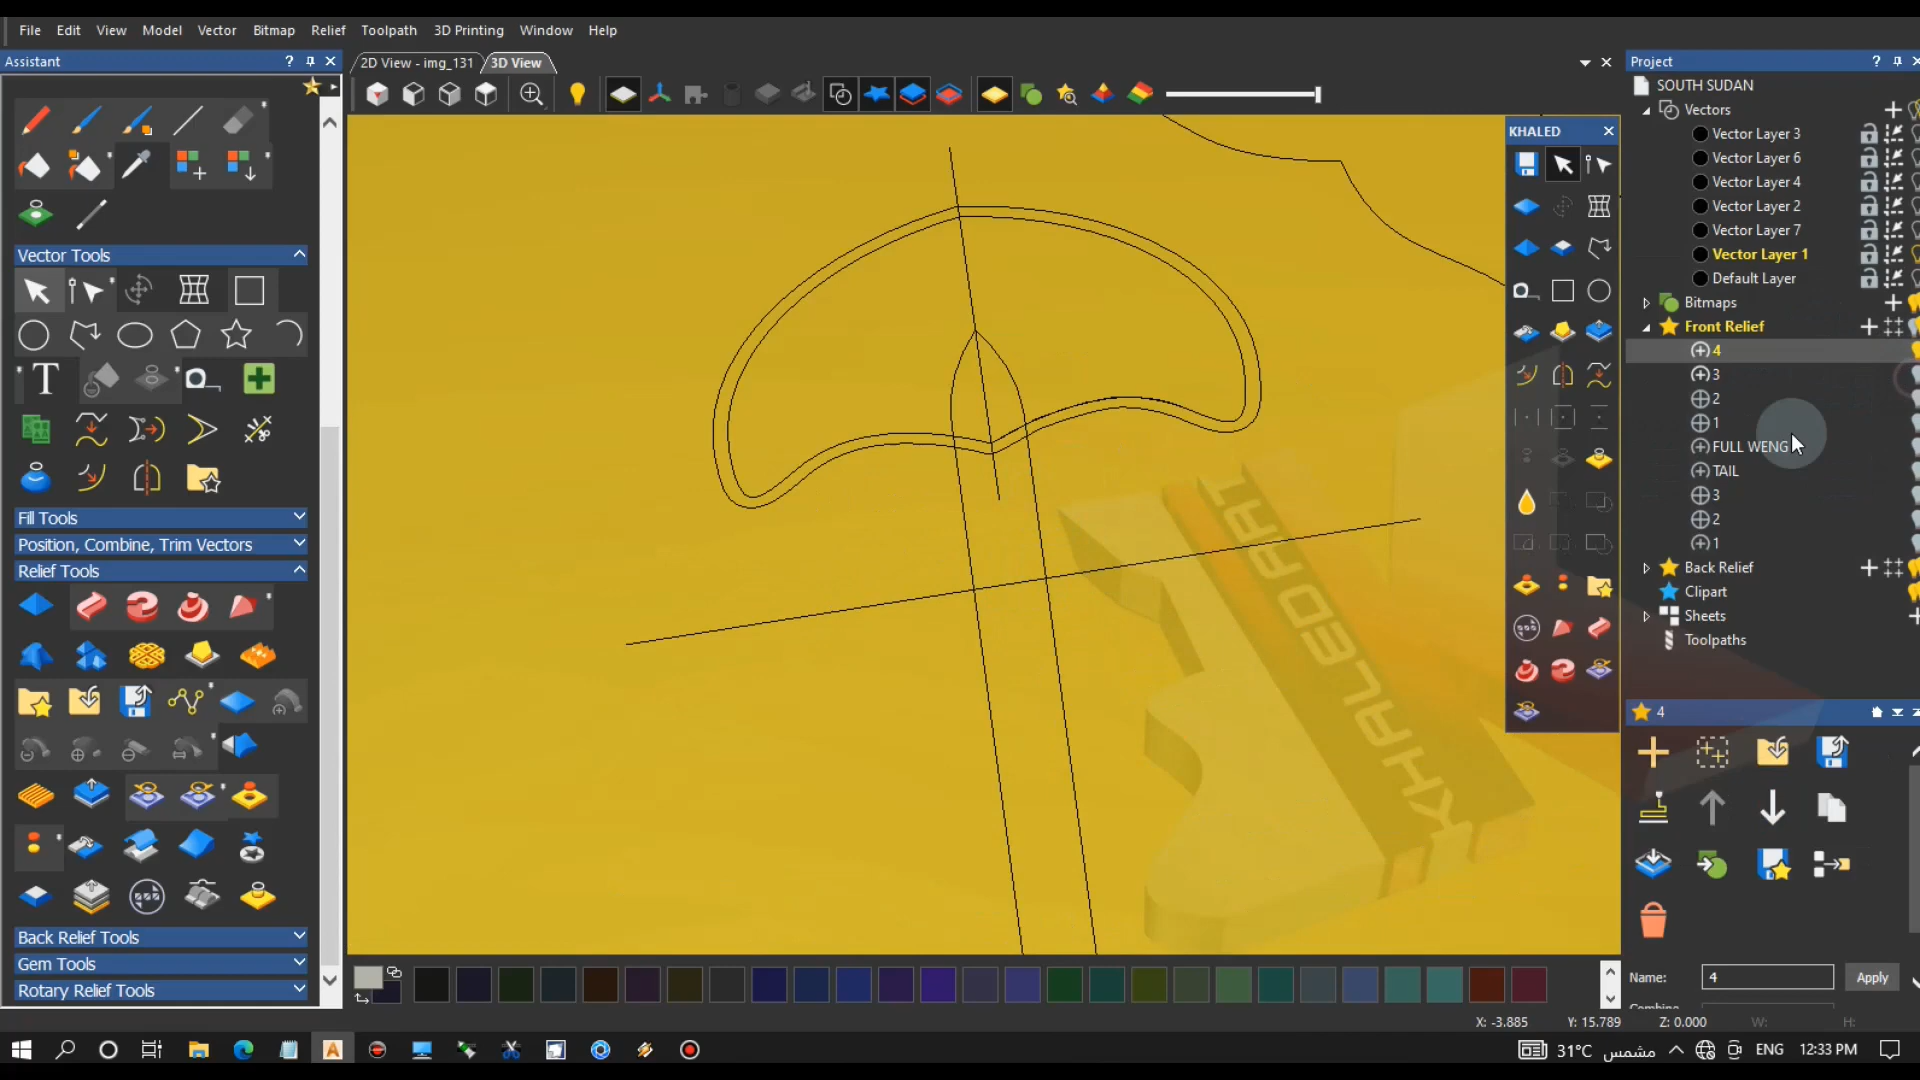 File Edit View Model Vector Bitmap Relief Toolpath 3D Printing Window Help
Assistant ?
2D View - img_131 3D View
Project ?
SOUTH SUDAN
Vectors
Vector Layer 3
Vector Layer 6
Vector Layer 4
Vector Layer 2
Vector Layer 7
Vector Layer 1
Default Layer
Bitmaps
Front Relief
4
3
2
1
FULL WENG
TAIL
3
2
1
Back Relief
Clipart
Sheets
Toolpaths
KHALED
Vector Tools
T
Fill Tools
Position, Combine, Trim Vectors
Relief Tools
Back Relief Tools
Gem Tools
Rotary Relief Tools
KHALEDART
4
Name: 4 Apply
X: -3.885 Y: 15.789 Z: 0.000 W: H:
31°C مشمس ENG 12:33 PM